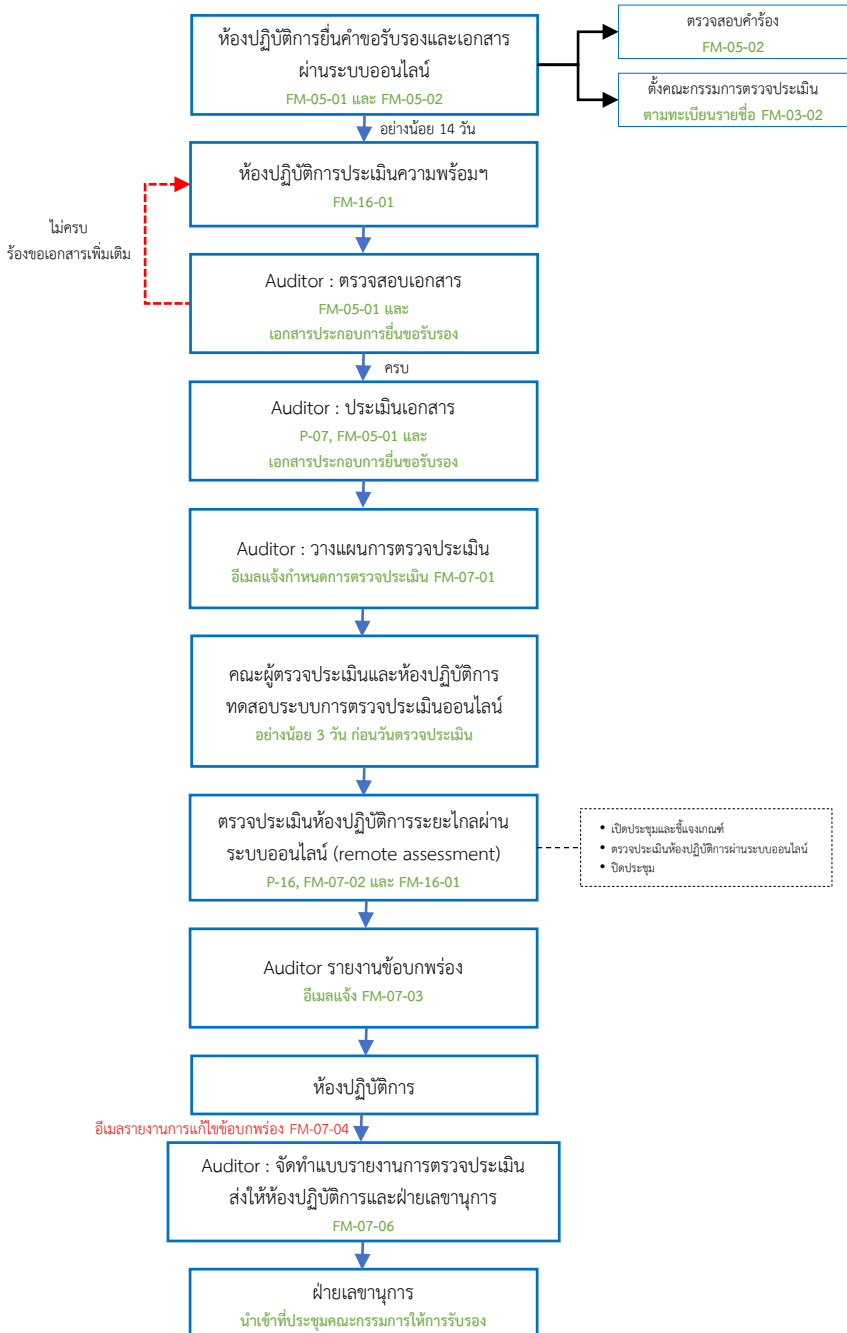 ห้องปฏิบัติการยื่นคำขอรับรองและเอกสาร
ผ่านระบบออนไลน์
FM-05-01 และ FM-05-02
ตรวจสอบคำร้อง
FM-05-02
ตั้งคณะกรรมการตรวจประเมิน
ตามทะเบียนรายชื่อ FM-03-02
อย่างน้อย 14 วัน
ห้องปฏิบัติการประเมินความพร้อมฯ
FM-16-01
ไม่ครบ
ร้องขอเอกสารเพิ่มเติม
Auditor : ตรวจสอบเอกสาร
FM-05-01 และ
เอกสารประกอบการยื่นขอรับรอง
ครบ
Auditor : ประเมินเอกสาร
P-07, FM-05-01 และ
เอกสารประกอบการยื่นขอรับรอง
Auditor : วางแผนการตรวจประเมิน
อีเมลแจ้งกำหนดการตรวจประเมิน FM-07-01
คณะผู้ตรวจประเมินและห้องปฏิบัติการ
ทดสอบระบบการตรวจประเมินออนไลน์
อย่างน้อย 3 วัน ก่อนวันตรวจประเมิน
ตรวจประเมินห้องปฏิบัติการระยะไกลผ่าน
ระบบออนไลน์ (remote assessment)
P-16, FM-07-02 และ FM-16-01
• เปิดประชุมและชี้แจงเกณฑ์
• ตรวจประเมินห้องปฏิบัติการผ่านระบบออนไลน์
• ปิดประชุม
Auditor รายงานข้อบกพร่อง
อีเมลแจ้ง FM-07-03
ห้องปฏิบัติการ
อีเมลรายงานการแก้ไขข้อบกพร่อง FM-07-04
Auditor : จัดทำแบบรายงานการตรวจประเมิน
ส่งให้ห้องปฏิบัติการและฝ่ายเลขานุการ
FM-07-06
ฝ่ายเลขานุการ
นำเข้าที่ประชุมคณะกรรมการให้การรับรอง